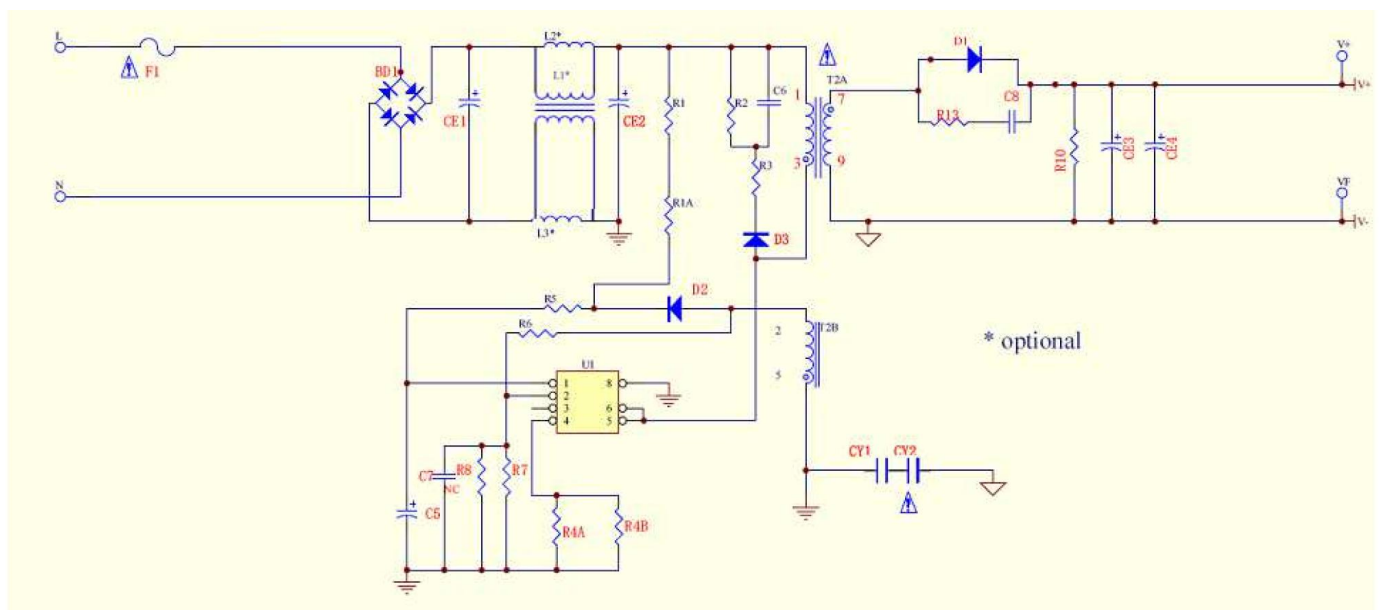 L
F1
BD1
L2*
L1*
CE1
CE2
L3*
N
R1
R1A
R2
C6
R3
D3
1
3
T2A
7
9
D1
R13
C8
R10
CE3
CE4
V+
V+
VF
V-
R5
D2
R6
2
5
T2B
* optional
U1
1
2
3
4
8
6
5
C7
NC
R8
R7
C5
R4A
R4B
CY1
CY2